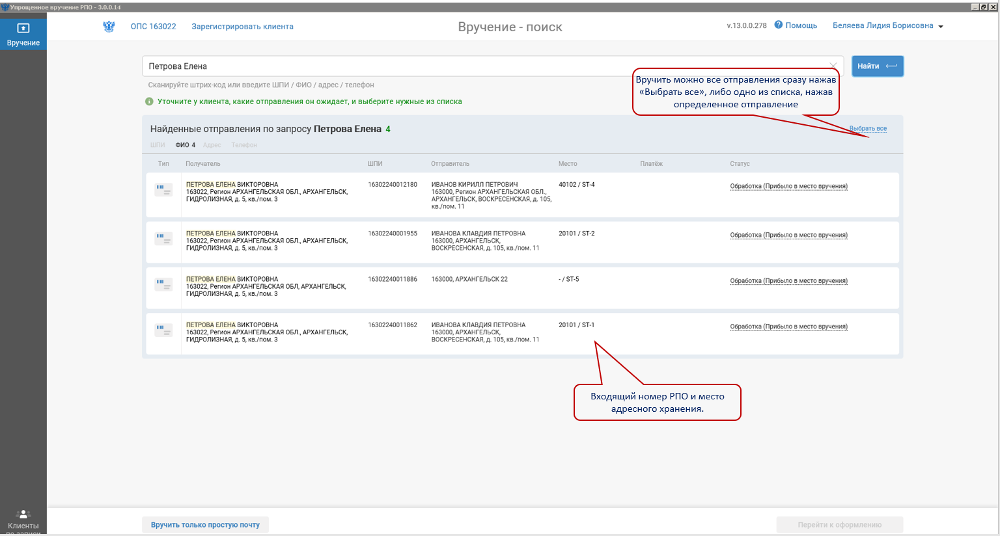 Упрощенное вручение РПО - 3.0.0.14
Вручение
ОПС 163022
Зарегистрировать клиента
Вручение - поиск
v.13.0.0.278
Помощь
Беляева Лидия Борисовна
Петрова Елена
Найти
Сканируйте штрих-код или введите ШПИ / ФИО / адрес / телефон
Уточните у клиента, какие отправления он ожидает, и выберите нужные из списка
Вручить можно все отправления сразу нажав
«Выбрать все», либо одно из списка, нажав
определенное отправление
Найденные отправления по запросу Петрова Елена 4
Выбрать все
ШПИ ФИО 4 Адрес Телефон
Тип Получатель ШПИ Отправитель Место Платёж Статус
ПЕТРОВА ЕЛЕНА ВИКТОРОВНА
163022, Регион АРХАНГЕЛЬСКАЯ ОБЛ., АРХАНГЕЛЬСК,
ГИДРОЛИЗНАЯ, д. 5, кв./пом. 3
16302240012180
ИВАНОВ КИРИЛЛ ПЕТРОВИЧ
163000, Регион АРХАНГЕЛЬСКАЯ ОБЛ.,
АРХАНГЕЛЬСК, ВОСКРЕСЕНСКАЯ, д. 105,
кв./пом. 11
40102 / ST-4
Обработка (Прибыло в место вручения)
ПЕТРОВА ЕЛЕНА ВИКТОРОВНА
163022, Регион АРХАНГЕЛЬСКАЯ ОБЛ., АРХАНГЕЛЬСК,
ГИДРОЛИЗНАЯ, д. 5, кв./пом. 3
16302240001955
ИВАНОВА КЛАВДИЯ ПЕТРОВНА
163000, АРХАНГЕЛЬСК,
ВОСКРЕСЕНСКАЯ, д. 105, кв./пом. 11
20101 / ST-2
Обработка (Прибыло в место вручения)
ПЕТРОВА ЕЛЕНА ВИКТОРОВНА
163022, Регион АРХАНГЕЛЬСКАЯ ОБЛ, АРХАНГЕЛЬСК,
ГИДРОЛИЗНАЯ, д. 5, кв./пом. 3
16302240011886
163000, АРХАНГЕЛЬСК 22
- / ST-5
Обработка (Прибыло в место вручения)
ПЕТРОВА ЕЛЕНА ВИКТОРОВНА
163022, Регион АРХАНГЕЛЬСКАЯ ОБЛ., АРХАНГЕЛЬСК,
ГИДРОЛИЗНАЯ, д. 5, кв./пом. 3
16302240011862
ИВАНОВА КЛАВДИЯ ПЕТРОВНА
163000, АРХАНГЕЛЬСК,
ВОСКРЕСЕНСКАЯ, д. 105, кв./пом. 11
20101 / ST-1
Обработка (Прибыло в место вручения)
Входящий номер РПО и место
адресного хранения.
Клиенты
по записи
Вручить только простую почту
Перейти к оформлению